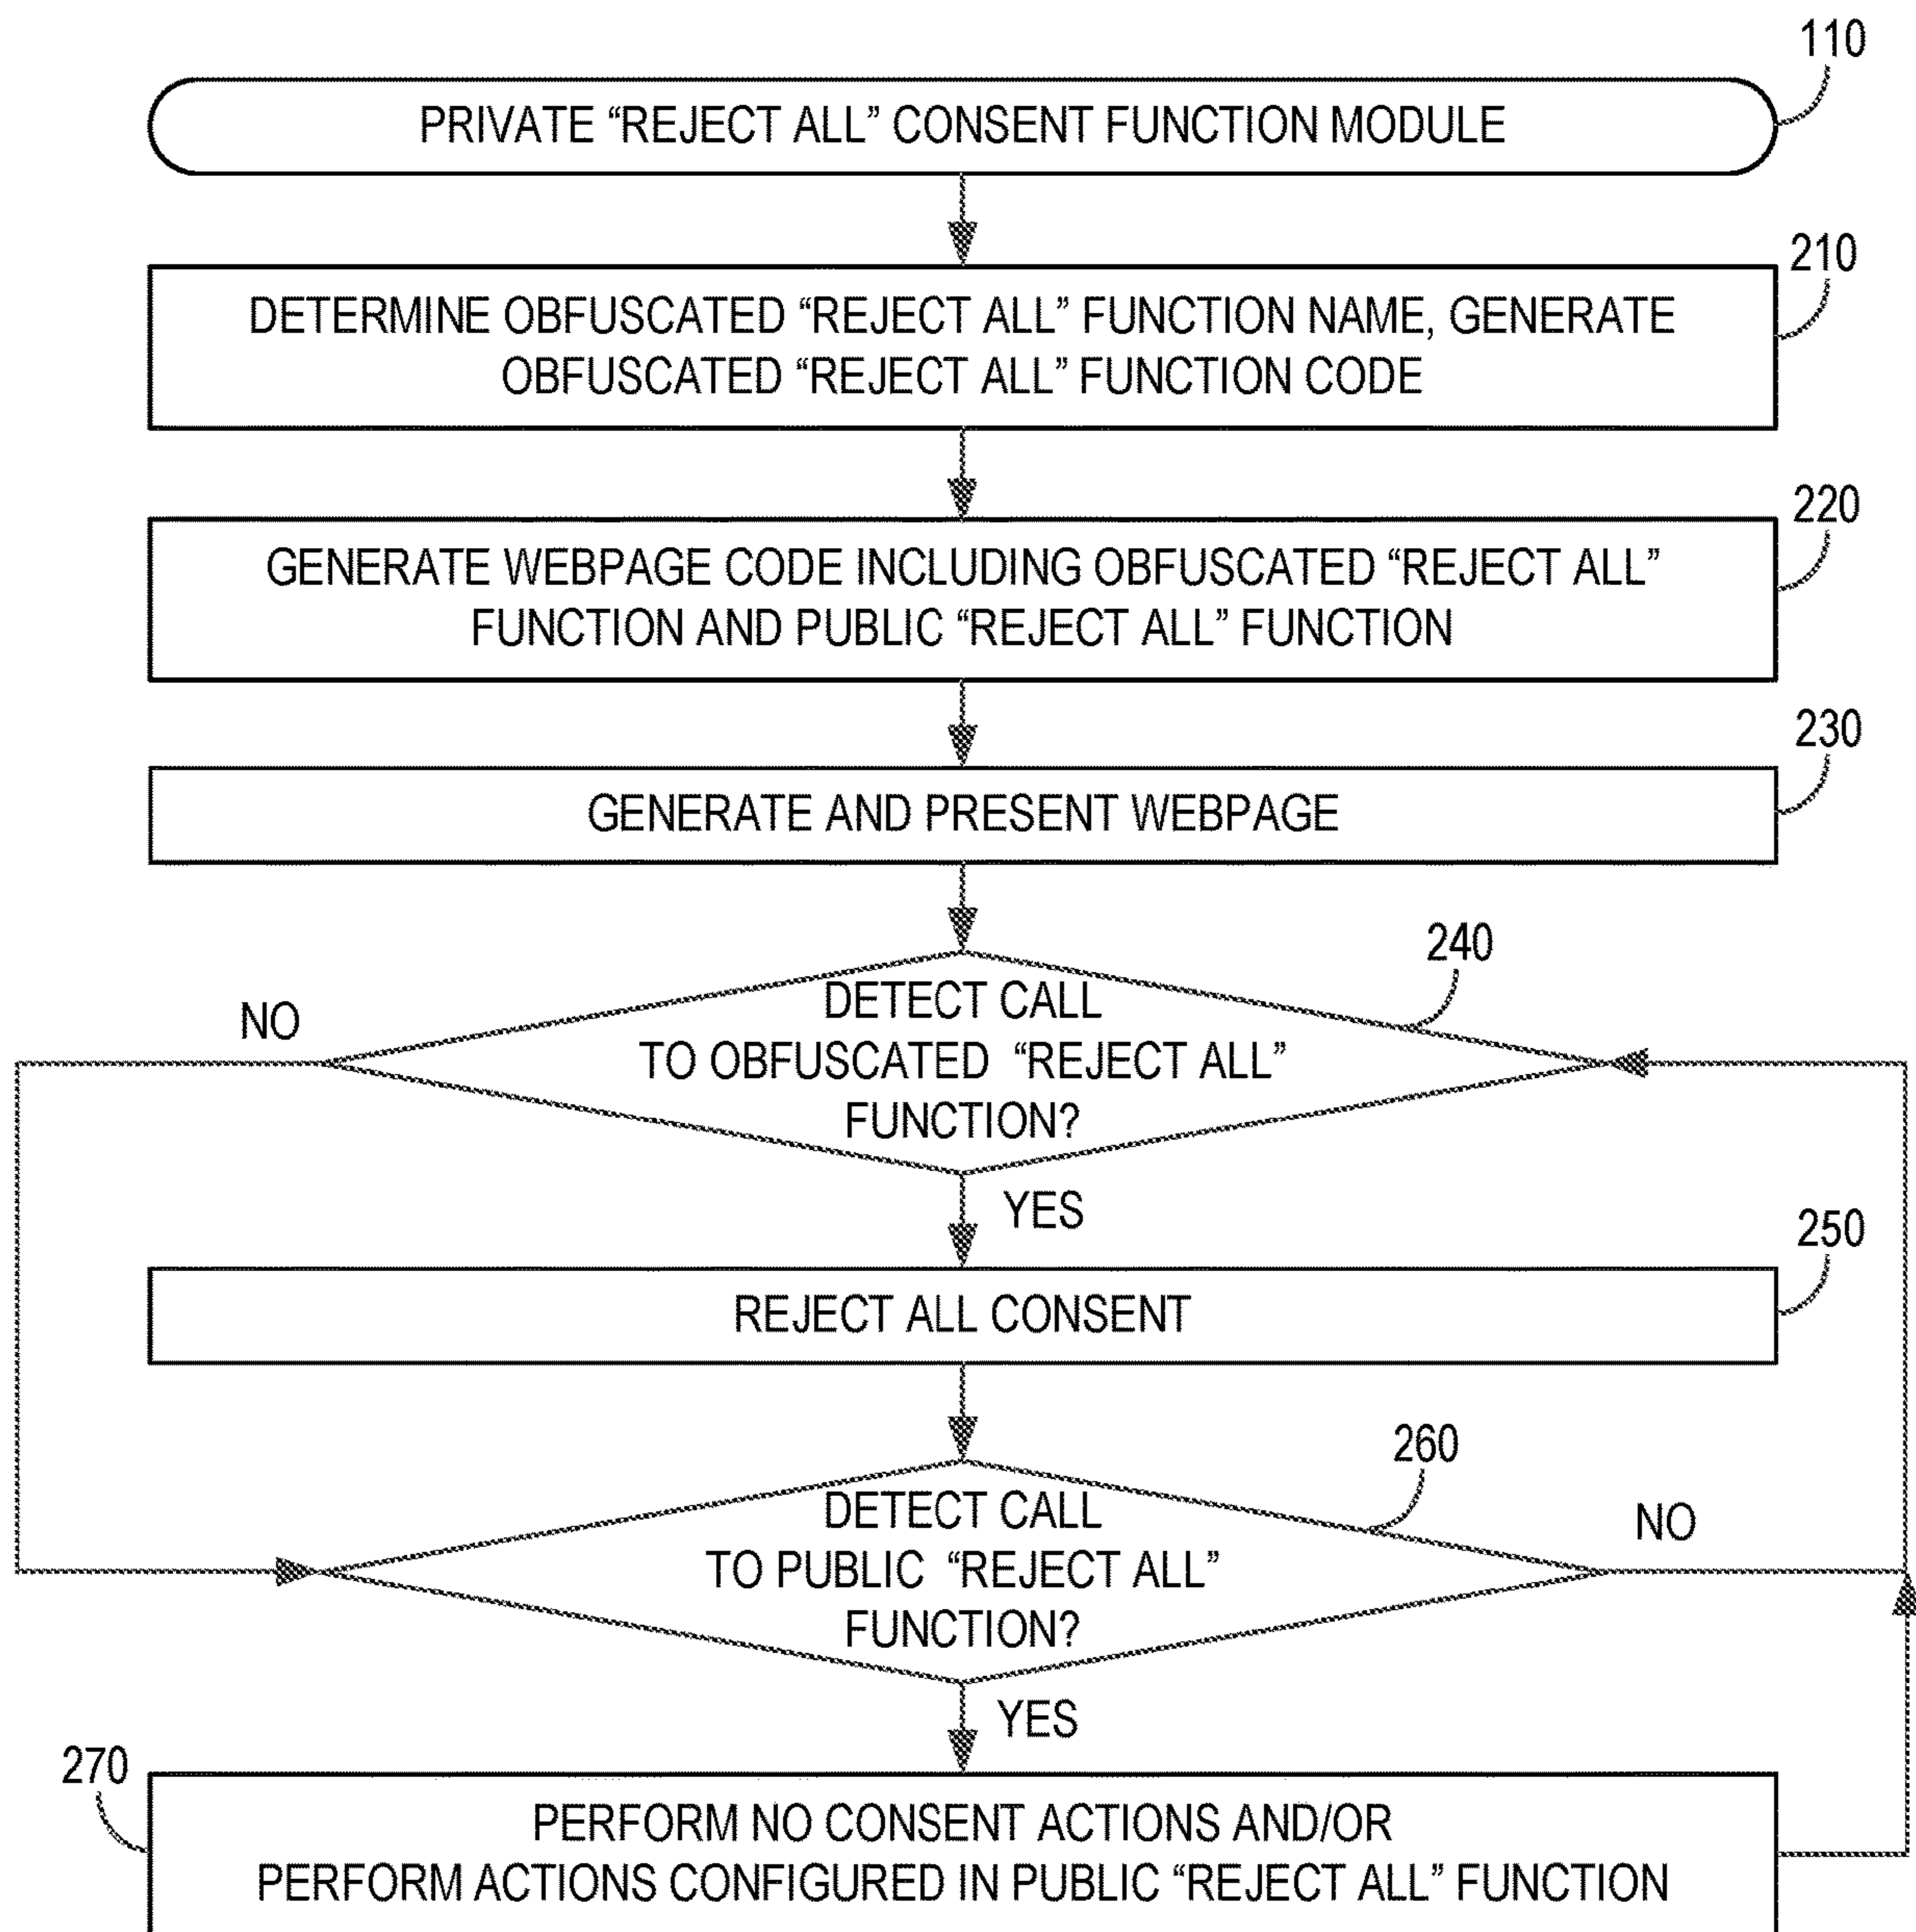 110
PRIVATE “REJECT ALL” CONSENT FUNCTION MODULE
210
DETERMINE OBFUSCATED “REJECT ALL” FUNCTION NAME, GENERATE
OBFUSCATED “REJECT ALL” FUNCTION CODE
220
GENERATE WEBPAGE CODE INCLUDING OBFUSCATED “REJECT ALL”
FUNCTION AND PUBLIC “REJECT ALL” FUNCTION
230
GENERATE AND PRESENT WEBPAGE
240
NO
DETECT CALL
TO OBFUSCATED “REJECT ALL”
FUNCTION?
YES
250
REJECT ALL CONSENT
260
DETECT CALL
TO PUBLIC “REJECT ALL”
FUNCTION?
NO
YES
270
PERFORM NO CONSENT ACTIONS AND/OR
PERFORM ACTIONS CONFIGURED IN PUBLIC “REJECT ALL” FUNCTION